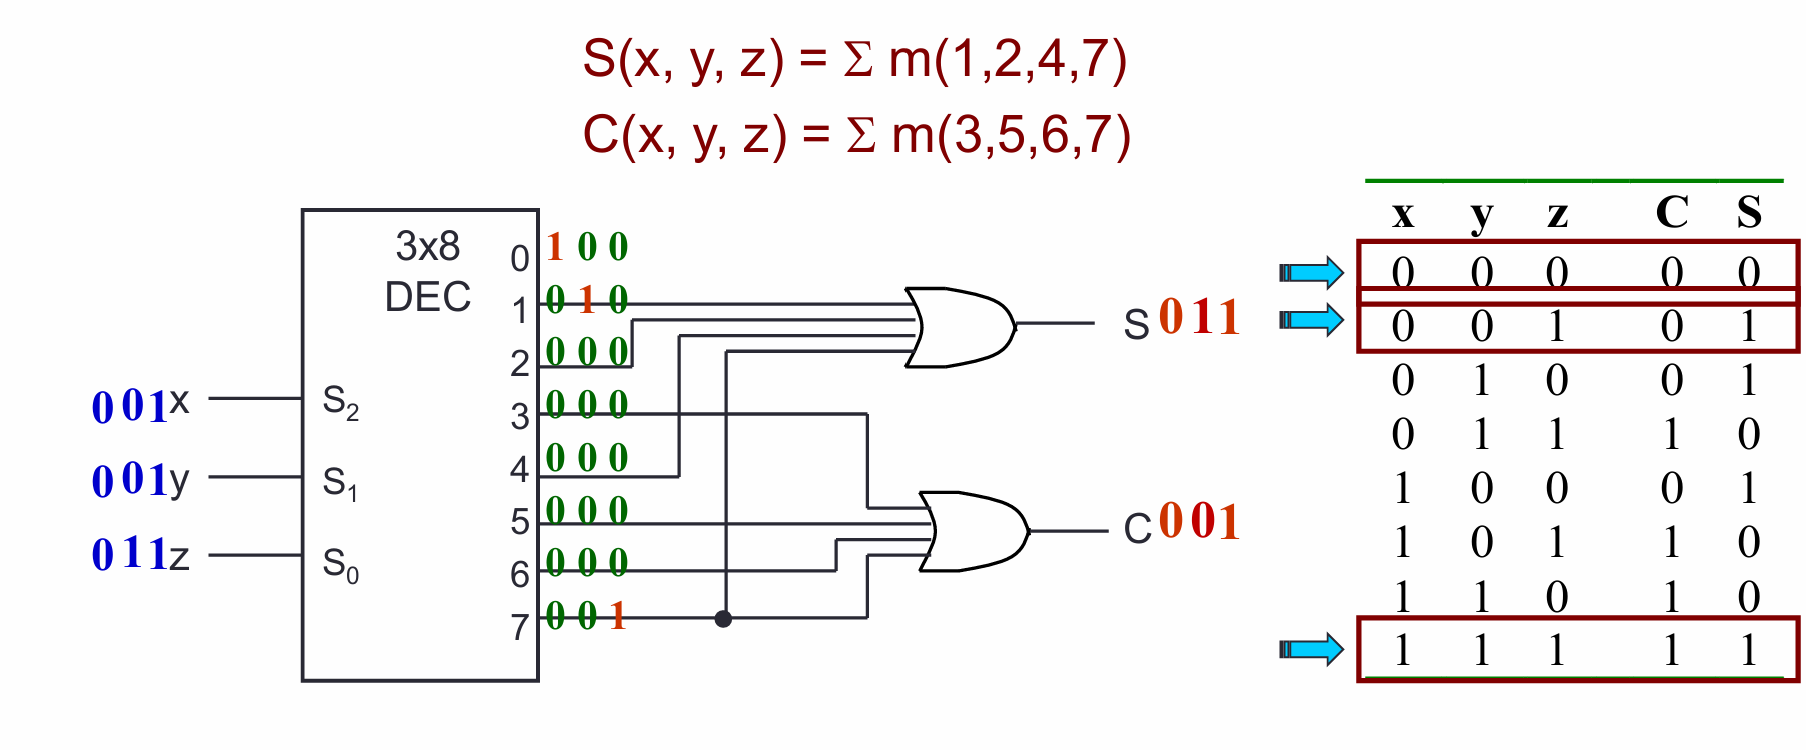 S(x, y, z) = Σ m(1,2,4,7)
C(x, y, z) = Σ m(3,5,6,7)
3x8
DEC
0 1 0 0
1 0 1 0
2 0 0 0
3 0 0 0
4 0 0 0
5 0 0 0
6 0 0 0
7 0 0 1
0 0 1 x S2
0 0 1 y S1
0 1 1 z S0
S 0 1 1
C 0 0 1
x y z C S
0 0 0 0 0
0 0 1 0 1
0 1 0 0 1
0 1 1 1 0
1 0 0 0 1
1 0 1 1 0
1 1 0 1 0
1 1 1 1 1